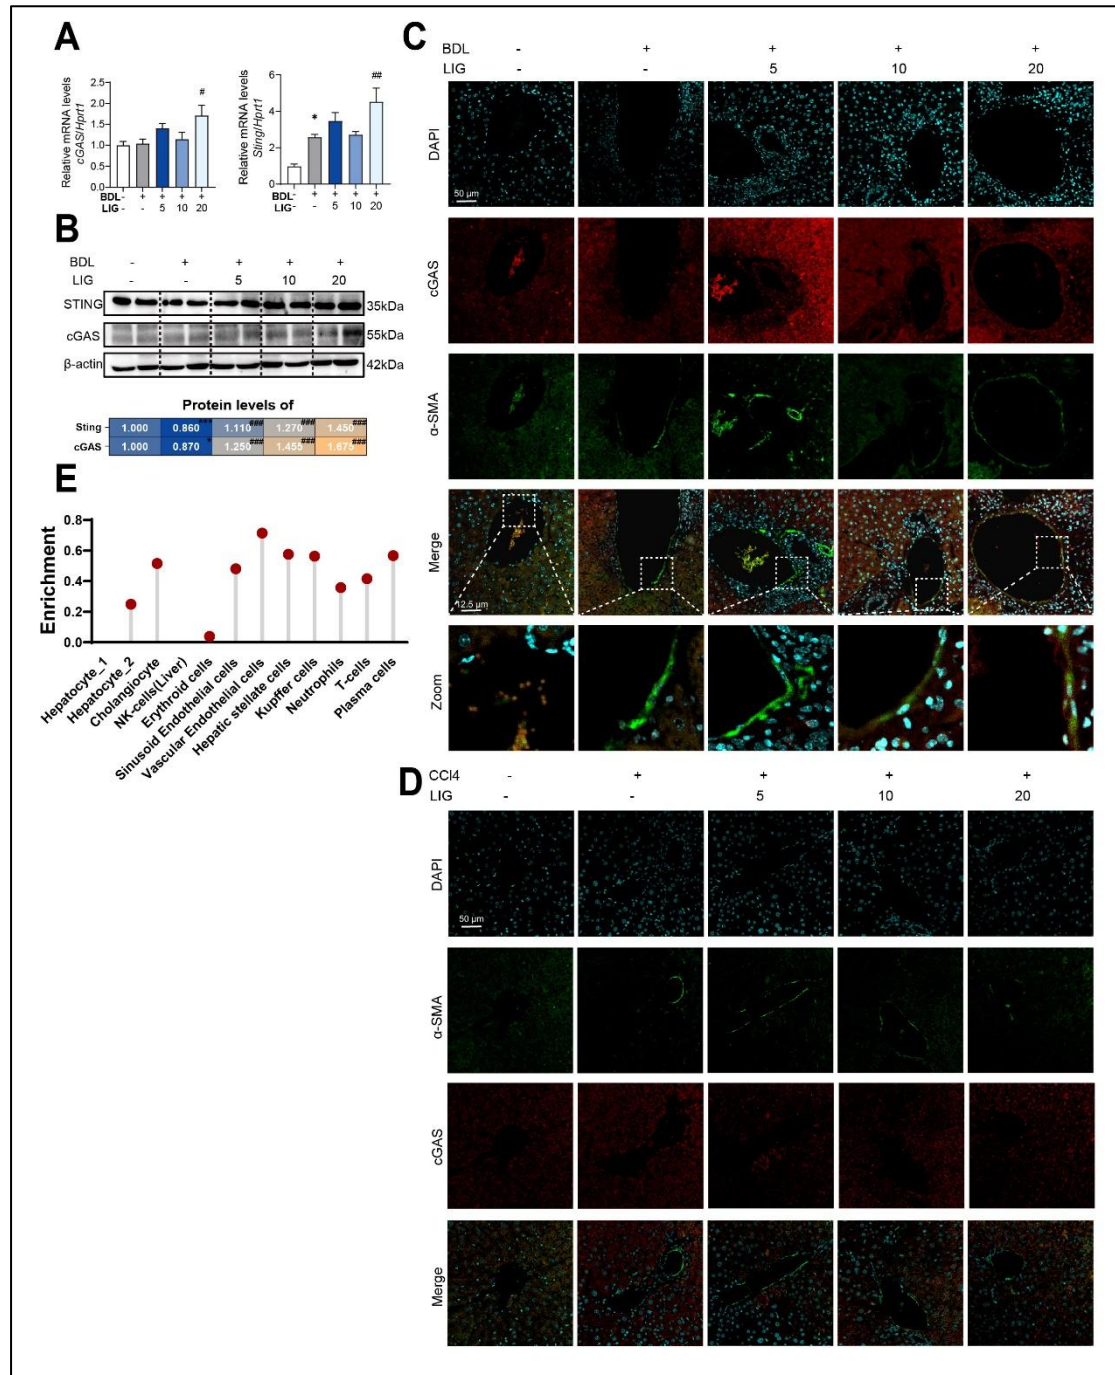 A
Relative mRNA levels
cGAS/Hprt1
2.5
2.0
1.5
1.0
0.5
0.0
#
BDL - + + + +
LIG - - 5 10 20
Relative mRNA levels
Sting/Hprt1
6
4
2
0
*
##
BDL - + + + +
LIG - - 5 10 20
B
BDL - + + + +
LIG - - 5 10 20
STING 35kDa
cGAS 55kDa
β-actin 42kDa
Protein levels of
Sting 1.000 0.860*** 1.110### 1.270### 1.450###
cGAS 1.000 0.870* 1.250### 1.455### 1.675###
E
Enrichment
0.8
0.6
0.4
0.2
0.0
Hepatocyte_1
Hepatocyte_2
Cholangiocyte
NK-cells(Liver)
Erythroid cells
Sinusoid Endothelial cells
Vascular Endothelial cells
Hepatic stellate cells
Kupffer cells
Neutrophils
T-cells
Plasma cells
C
BDL - + + + +
LIG - - 5 10 20
DAPI
50 μm
cGAS
α-SMA
Merge
12.5 μm
Zoom
D
CCl4 - + + + +
LIG - - 5 10 20
DAPI
50 μm
α-SMA
cGAS
Merge